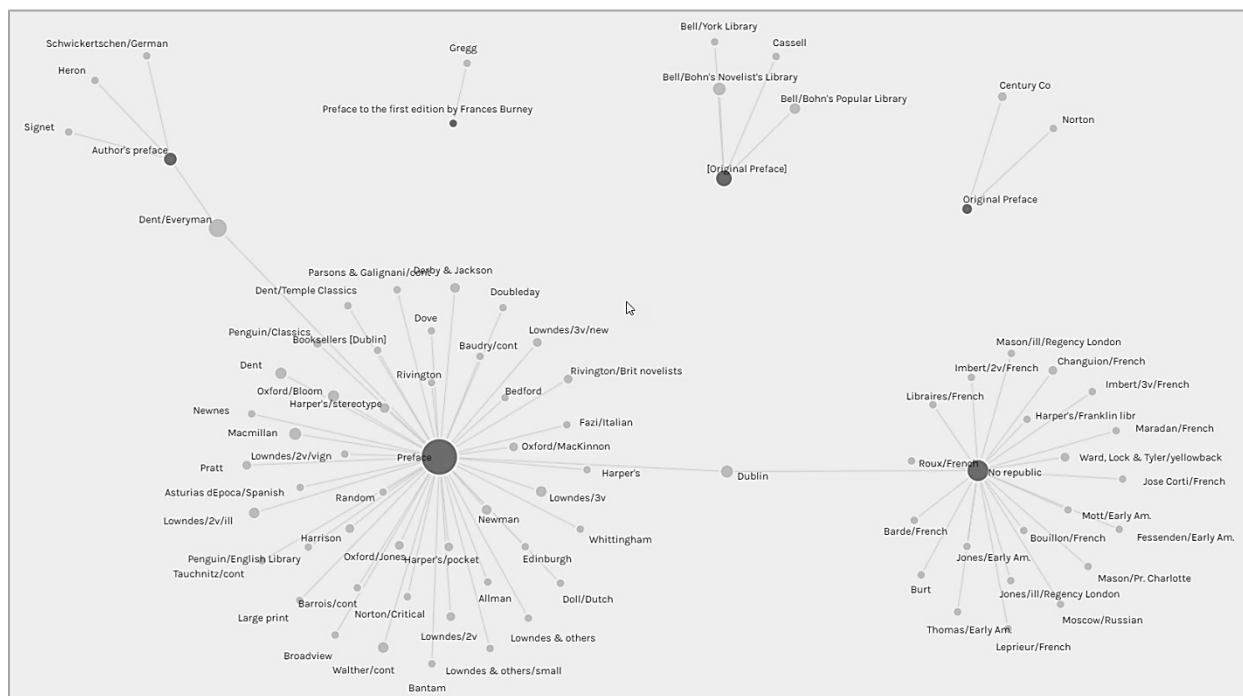 Schwickertschen/German
Heron
Signet
Author's preface
Dent/Everyman
Gregg
Preface to the first edition by Frances Burney
Bell/York Library
Cassell
Bell/Bohn's Novelist's Library
Bell/Bohn's Popular Library
[Original Preface]
Century Co
Norton
Original Preface
Parsons & Galignani/cont
Derby & Jackson
Dent/Temple Classics
Doubleday
Dove
Penguin/Classics
Booksellers [Dublin]
Lowndes/3v/new
Baudry/cont
Dent
Rivington
Rivington/Brit novelists
Oxford/Bloom
Harper's/stereotype
Bedford
Newnes
Fazi/Italian
Macmillan
Oxford/MacKinnon
Lowndes/2v/vign
Preface
Pratt
Harper's
Dublin
Asturias dEpoca/Spanish
Random
Lowndes/3v
Lowndes/2v/ill
Newman
Harrison
Whittingham
Penguin/English Library
Oxford/Jones
Harper's/pocket
Edinburgh
Tauchnitz/cont
Large print
Barrois/cont
Allman
Doll/Dutch
Norton/Critical
Broadview
Lowndes/2v
Lowndes & others
Walther/cont
Lowndes & others/small
Bantam
Mason/ill/Regency London
Imbert/2v/French
Changuion/French
Imbert/3v/French
Libraires/French
Harper's/Franklin libr
Maradan/French
Roux/French
Ward, Lock & Tyler/yellowback
No republic
Jose Corti/French
Mott/Early Am.
Barde/French
Bouillon/French
Fessenden/Early Am.
Jones/Early Am.
Mason/Pr. Charlotte
Burt
Jones/ill/Regency London
Moscow/Russian
Thomas/Early Am.
Leprieur/French